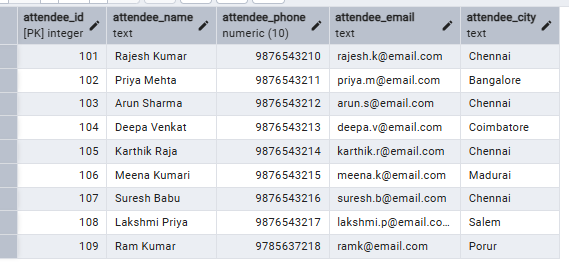 attendee_id attendee_name attendee_phone attendee_email attendee_city
[PK] integer text numeric (10) text text
101 Rajesh Kumar 9876543210 rajesh.k@email.com Chennai
102 Priya Mehta 9876543211 priya.m@email.com Bangalore
103 Arun Sharma 9876543212 arun.s@email.com Chennai
104 Deepa Venkat 9876543213 deepa.v@email.com Coimbatore
105 Karthik Raja 9876543214 karthik.r@email.com Chennai
106 Meena Kumari 9876543215 meena.k@email.com Madurai
107 Suresh Babu 9876543216 suresh.b@email.com Chennai
108 Lakshmi Priya 9876543217 lakshmi.p@email.co... Salem
109 Ram Kumar 9785637218 ramk@email.com Porur